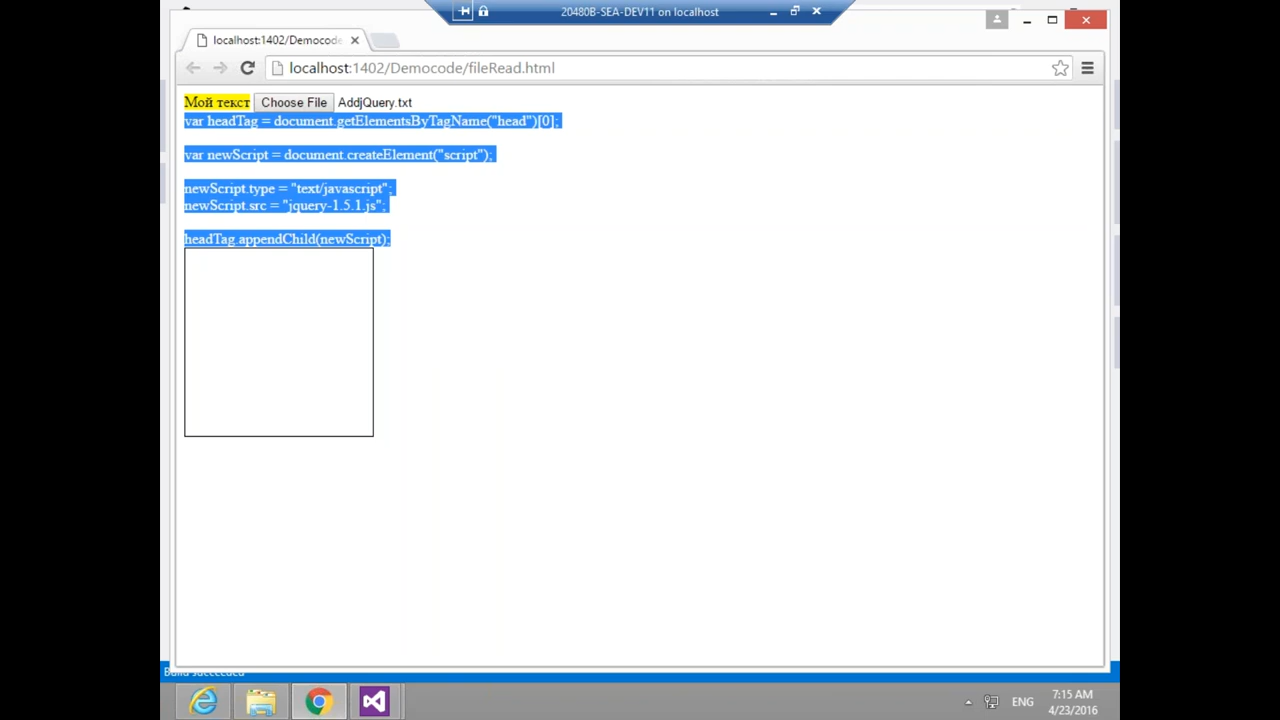 20480B-SEA-DEV11 on localhost
localhost:1402/Democode
localhost:1402/Democode/fileRead.html
Мой текст Choose File AddjQuery.txt
var headTag = document.getElementsByTagName("head")[0];
var newScript = document.createElement("script");
newScript.type = "text/javascript";
newScript.src = "jquery-1.5.1.js";
headTag.appendChild(newScript);
Build succeeded
ENG
7:15 AM
4/23/2016